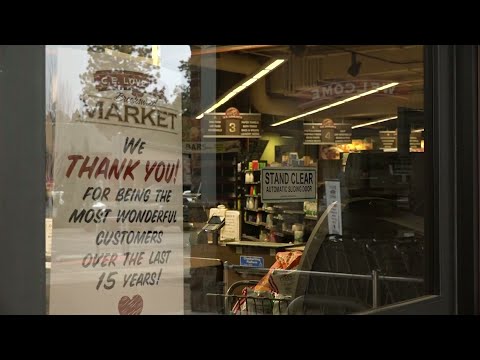 MARKET
WE
THANK YOU!
FOR BEING THE
MOST WONDERFUL
CUSTOMERS
OVER THE LAST
15 YEARS!
3
4
WELCOME
STAND CLEAR
AUTOMATIC SLIDING DOOR